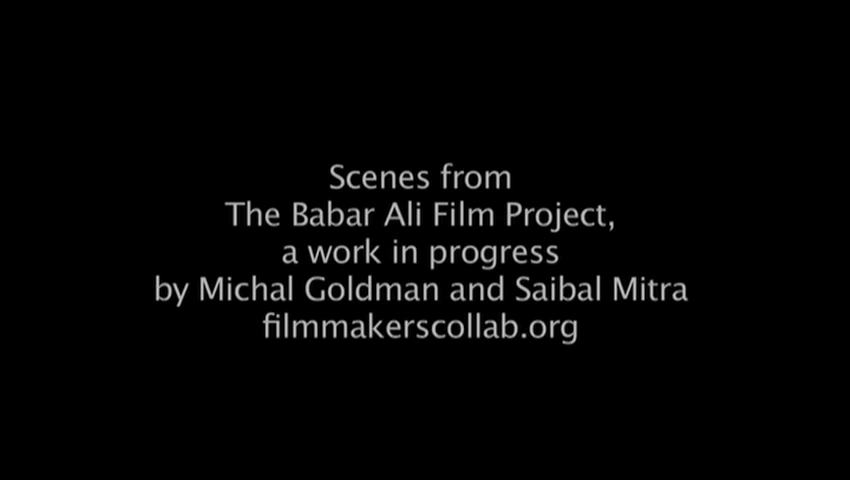 Scenes from
The Babar Ali Film Project,
a work in progress
by Michal Goldman and Saibal Mitra
filmmakerscollab.org